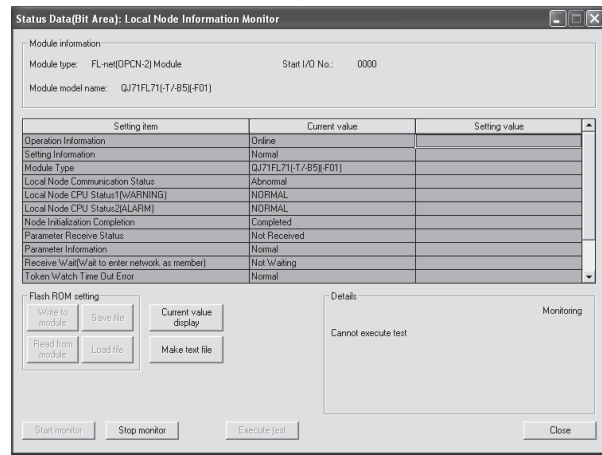 Status Data(Bit Area): Local Node Information Monitor
Module information
Module type: FL-net(OPCN-2) Module Start I/O No.: 0000
Module model name: QJ71FL71(-T/-B5)(-F01)
Setting item Current value Setting value
Operation Information Online
Setting Information Normal
Module Type QJ71FL71(-T/-B5)(-F01)
Local Node Communication Status Abnormal
Local Node CPU Status1(WARNING) NORMAL
Local Node CPU Status2(ALARM) NORMAL
Node Initialization Completion Completed
Parameter Receive Status Not Received
Parameter Information Normal
Receive Wait(Wait to enter network as member) Not Waiting
Token Watch Time Out Error Normal
Flash ROM setting
Write to module
Save file
Current value display
Read from module
Load file
Make text file
Details
Monitoring
Cannot execute test
Start monitor
Stop monitor
Execute test
Close